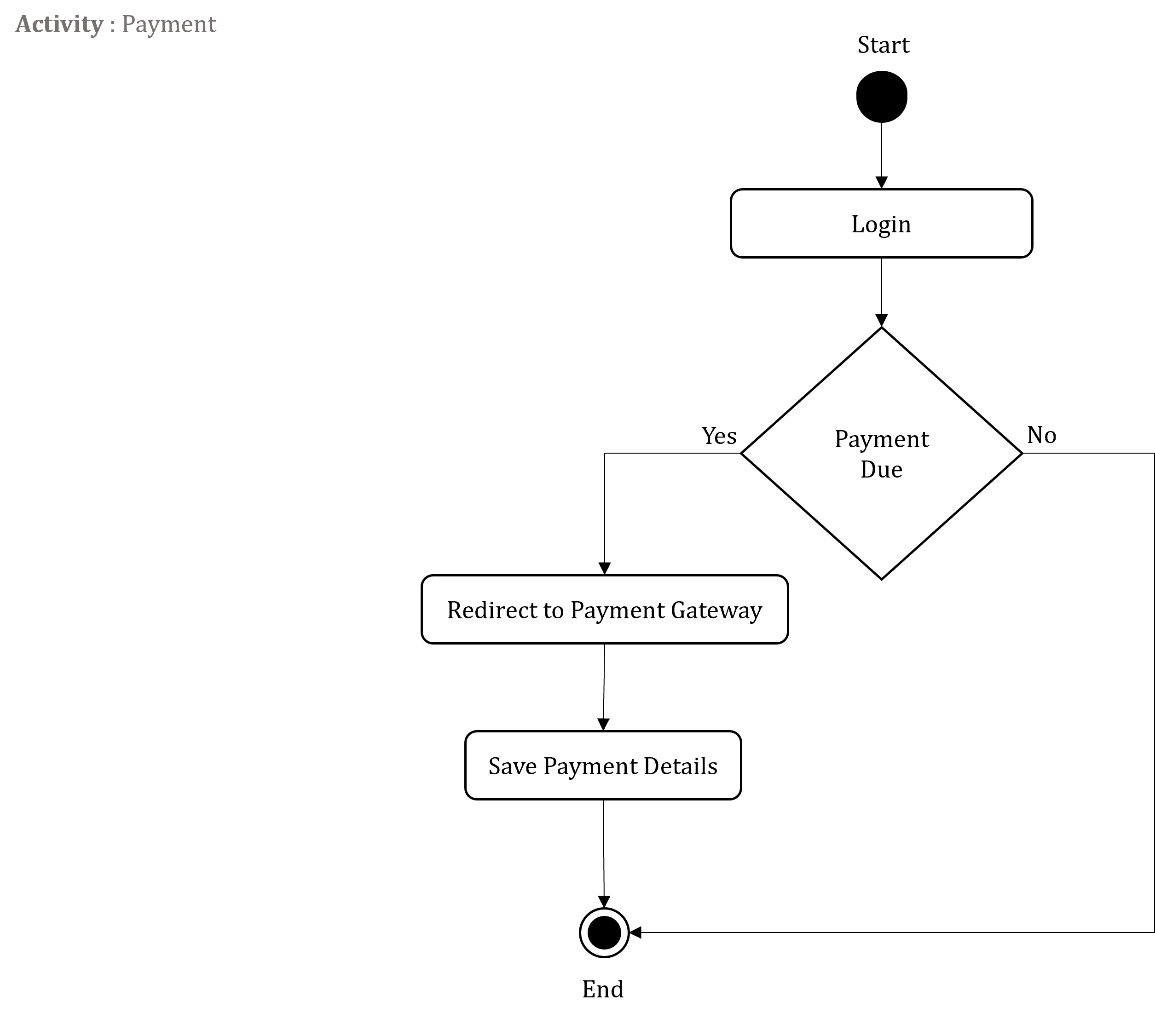 Activity : Payment
Start
Login
Payment
Due
Yes
No
Redirect to Payment Gateway
Save Payment Details
End